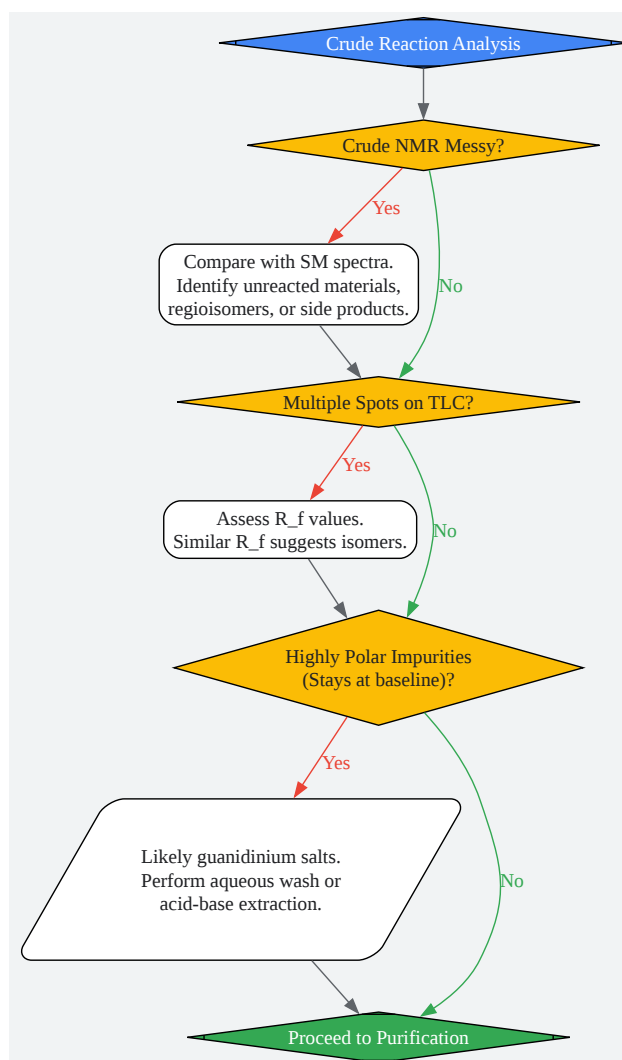 Crude Reaction Analysis
Crude NMR Messy?
Yes
Compare with SM spectra.
Identify unreacted materials,
regioisomers, or side products.
No
Multiple Spots on TLC?
Yes
Assess R_f values.
Similar R_f suggests isomers.
No
Highly Polar Impurities
(Stays at baseline)?
Yes
Likely guanidinium salts.
Perform aqueous wash or
acid-base extraction.
No
Proceed to Purification